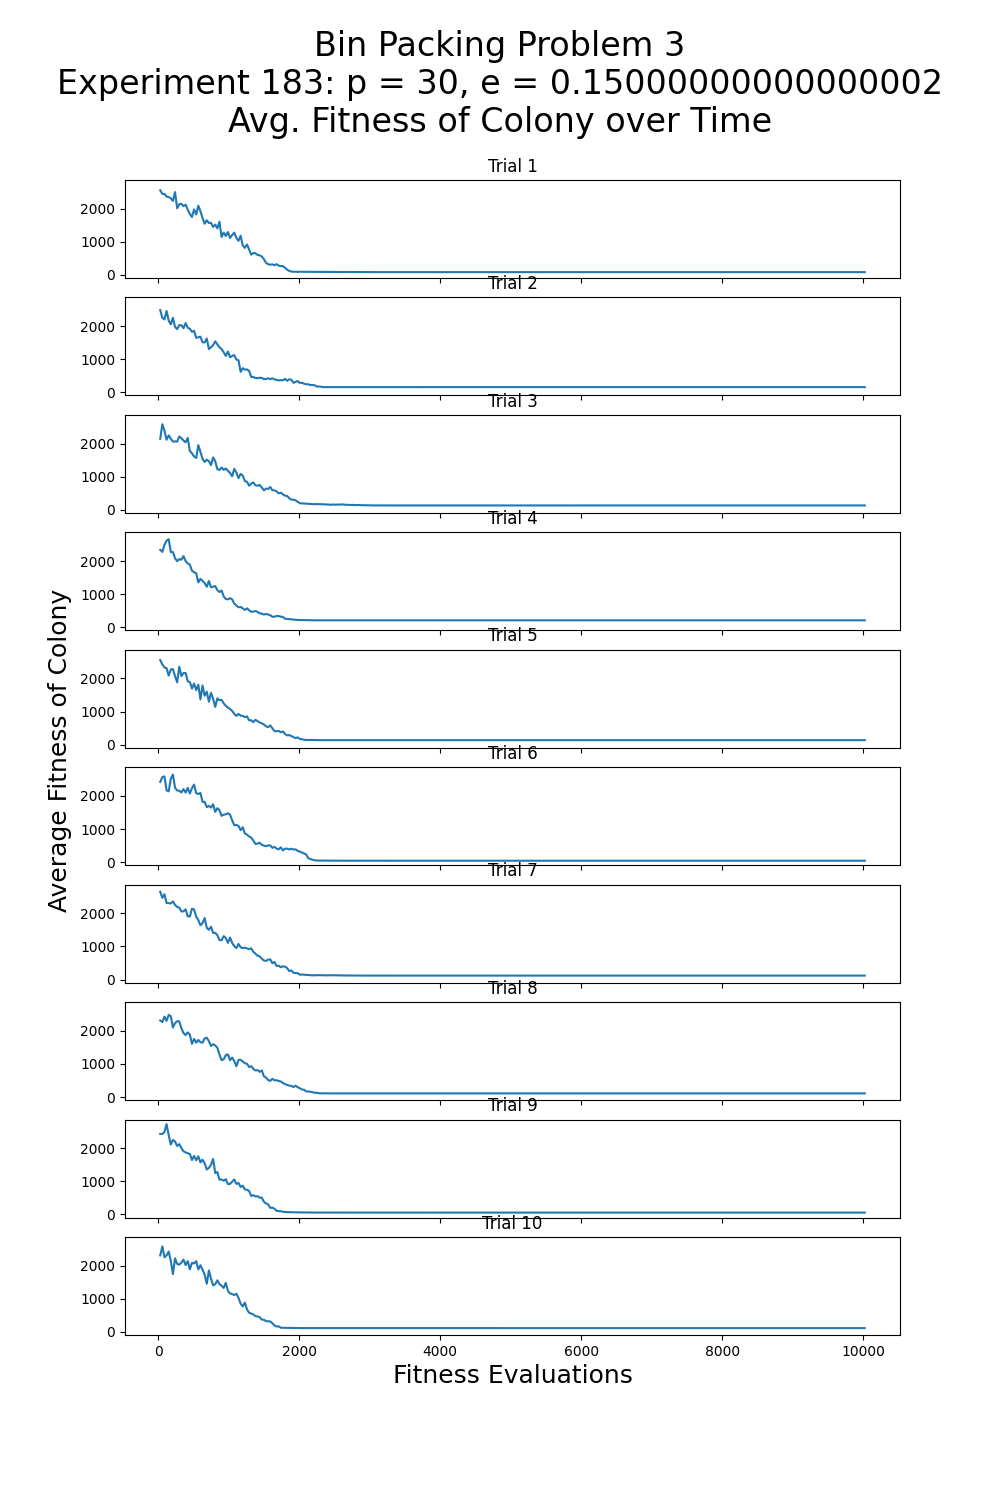 Bin Packing Problem 3
Experiment 183: p = 30, e = 0.15000000000000002
Avg. Fitness of Colony over Time
Trial 1
2000
1000
0
Trial 2
2000
1000
0
Trial 3
2000
1000
0
Trial 4
2000
1000
0
Trial 5
2000
1000
0
Trial 6
2000
1000
0
Trial 7
2000
1000
0
Trial 8
2000
1000
0
Trial 9
2000
1000
0
Trial 10
2000
1000
0
0 2000 4000 6000 8000 10000
Fitness Evaluations
Average Fitness of Colony